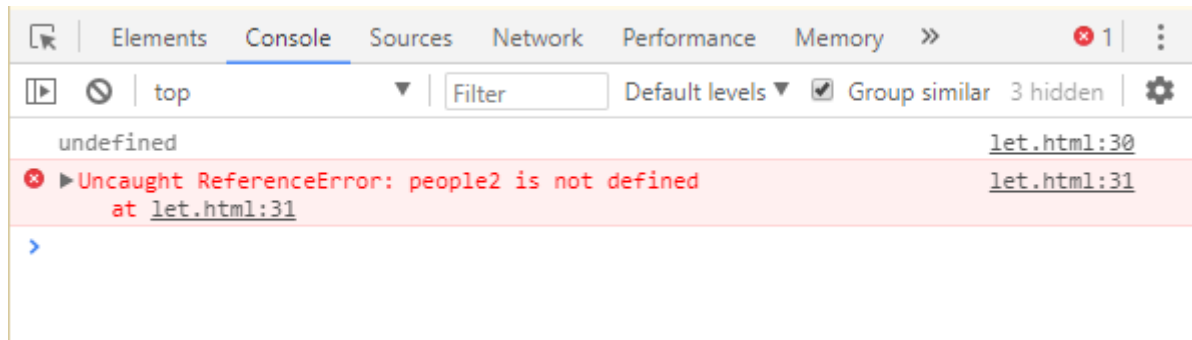 Elements Console Sources Network Performance Memory » 1
top Filter Default levels Group similar 3 hidden
undefined let.html:30
Uncaught ReferenceError: people2 is not defined let.html:31
at let.html:31